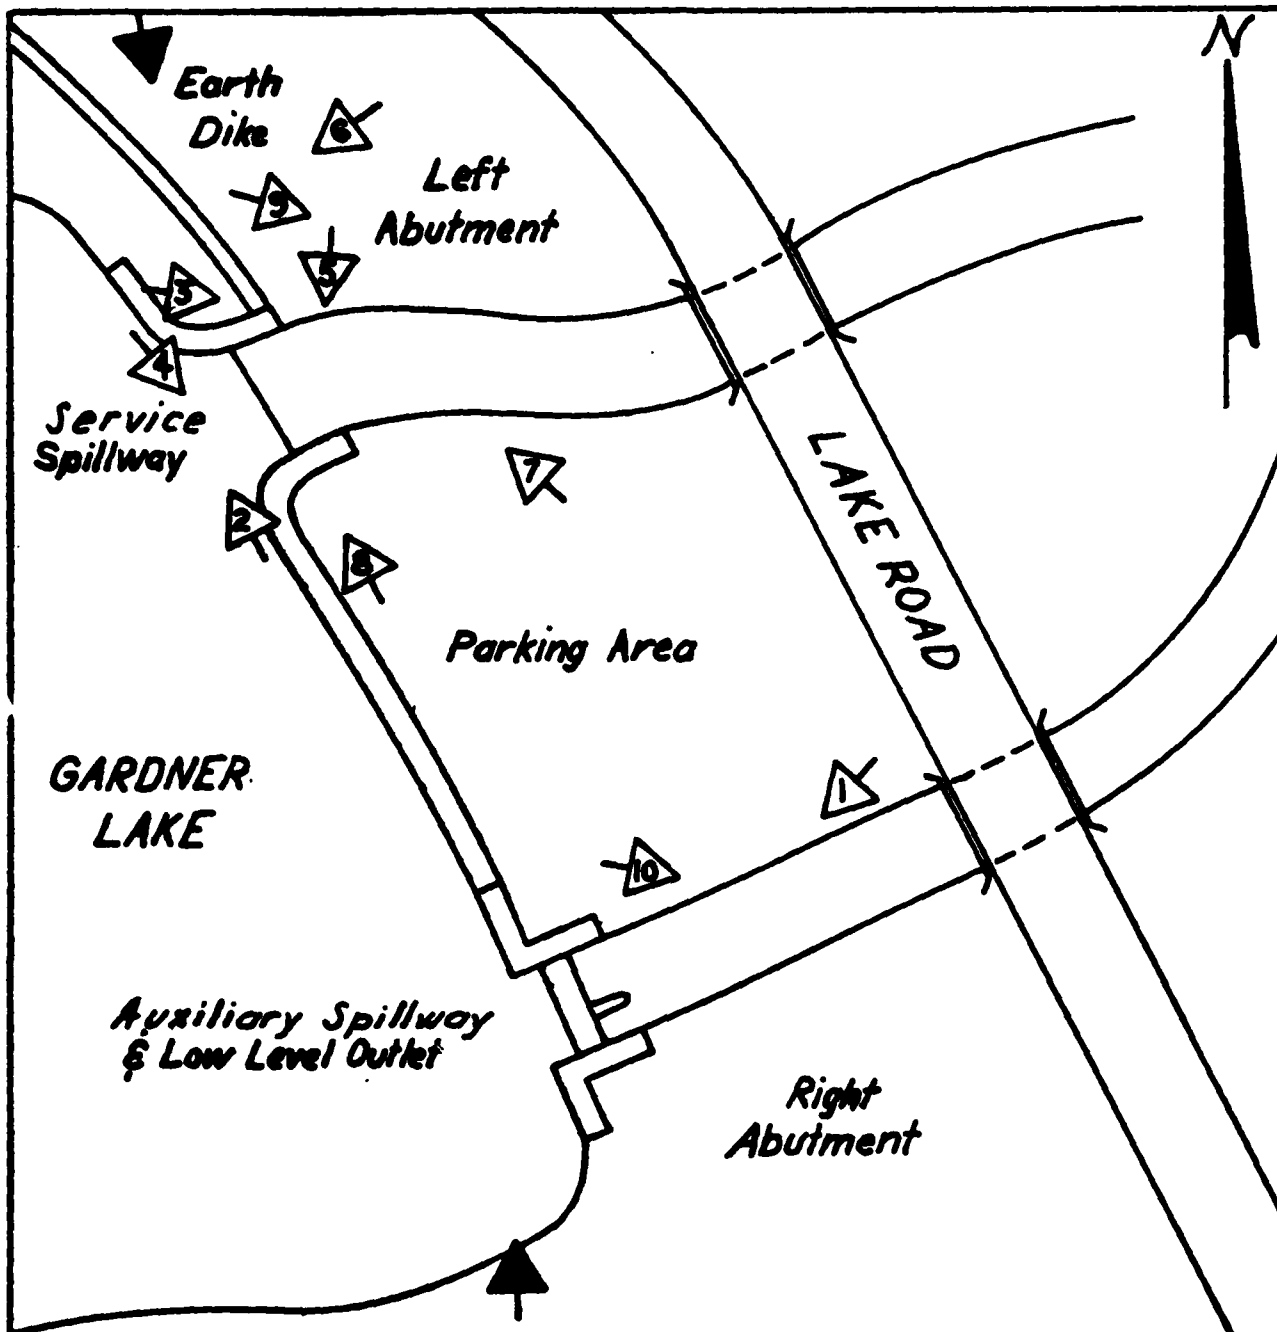 N
Earth
Dike
6
Left
Abutment
9
5
3
4
Service
Spillway
7
2
8
LAKE ROAD
Parking Area
GARDNER
LAKE
1
10
Auxiliary Spillway
& Low Level Outlet
Right
Abutment